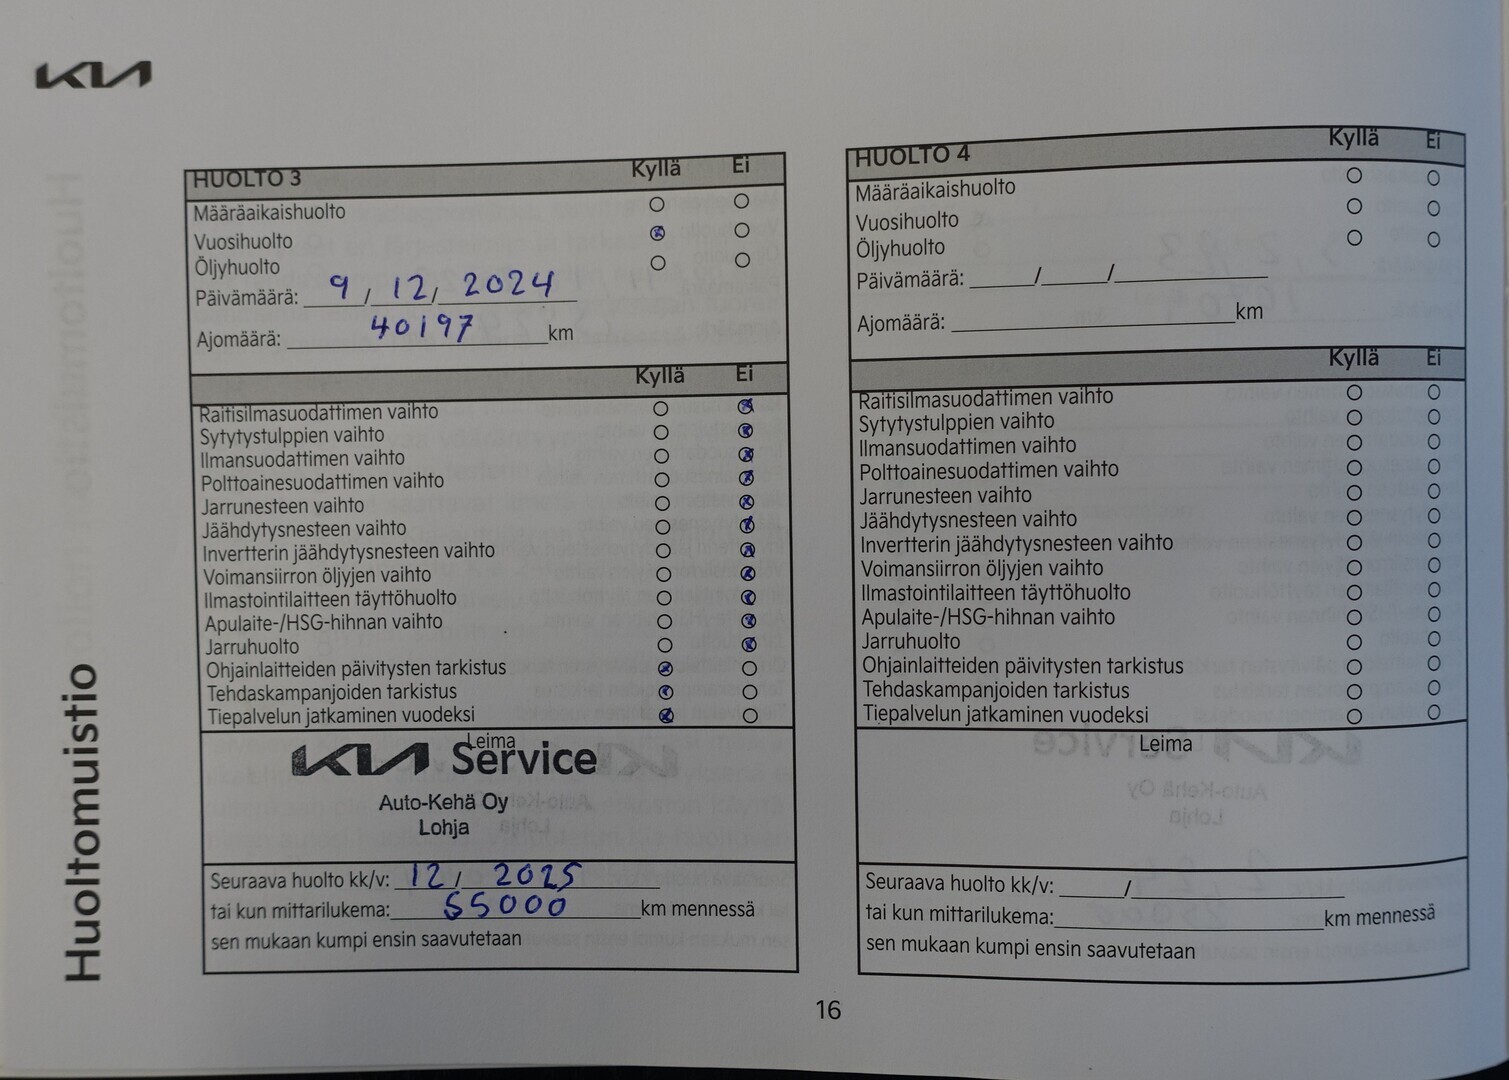 KIA
Huoltomuistio
HUOLTO 3 Kyllä Ei
Määräaikaishuolto
Vuosihuolto
Öljyhuolto
Päivämäärä: 9 / 12 / 2024
Ajomäärä: 40197 km
Kyllä Ei
Raitisilmasuodattimen vaihto
Sytytystulppien vaihto
Ilmansuodattimen vaihto
Polttoainesuodattimen vaihto
Jarrunesteen vaihto
Jäähdytysnesteen vaihto
Invertterin jäähdytysnesteen vaihto
Voimansiirron öljyjen vaihto
Ilmastointilaitteen täyttöhuolto
Apulaite-/HSG-hihnan vaihto
Jarruhuolto
Ohjainlaitteiden päivitysten tarkistus
Tehdaskampanjoiden tarkistus
Tiepalvelun jatkaminen vuodeksi
Leima
KIA Service
Auto-Kehä Oy
Lohja
Seuraava huolto kk/v: 12 / 2025
tai kun mittarilukema: 55000 km mennessä
sen mukaan kumpi ensin saavutetaan
HUOLTO 4 Kyllä Ei
Määräaikaishuolto
Vuosihuolto
Öljyhuolto
Päivämäärä: ______/______/______________
Ajomäärä: __________________________ km
Kyllä Ei
Raitisilmasuodattimen vaihto
Sytytystulppien vaihto
Ilmansuodattimen vaihto
Polttoainesuodattimen vaihto
Jarrunesteen vaihto
Jäähdytysnesteen vaihto
Invertterin jäähdytysnesteen vaihto
Voimansiirron öljyjen vaihto
Ilmastointilaitteen täyttöhuolto
Apulaite-/HSG-hihnan vaihto
Jarruhuolto
Ohjainlaitteiden päivitysten tarkistus
Tehdaskampanjoiden tarkistus
Tiepalvelun jatkaminen vuodeksi
Leima
Seuraava huolto kk/v: ______/____________________
tai kun mittarilukema:_________________________km mennessä
sen mukaan kumpi ensin saavutetaan
16